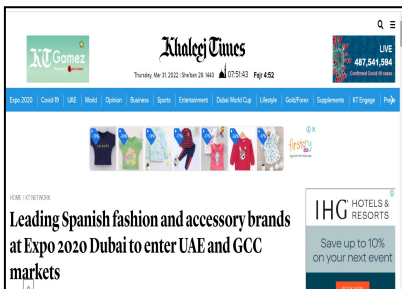 KT Gamez
Khaleej Times
LIVE
487,541,594
Confirmed Covid-19 cases
Thursday, Mar 31, 2022 | Sha'ban 28, 1443 07:51:43 Fajr 4:52
Expo 2020 Covid-19 UAE World Opinion Business Sports Entertainment Dubai World Cup Lifestyle Gold/Forex Supplements KT Engage
firstcry
HOME / KT NETWORK
Leading Spanish fashion and accessory brands
at Expo 2020 Dubai to enter UAE and GCC
markets
IHG HOTELS &
RESORTS
Save up to 10%
on your next event
BOOK NOW